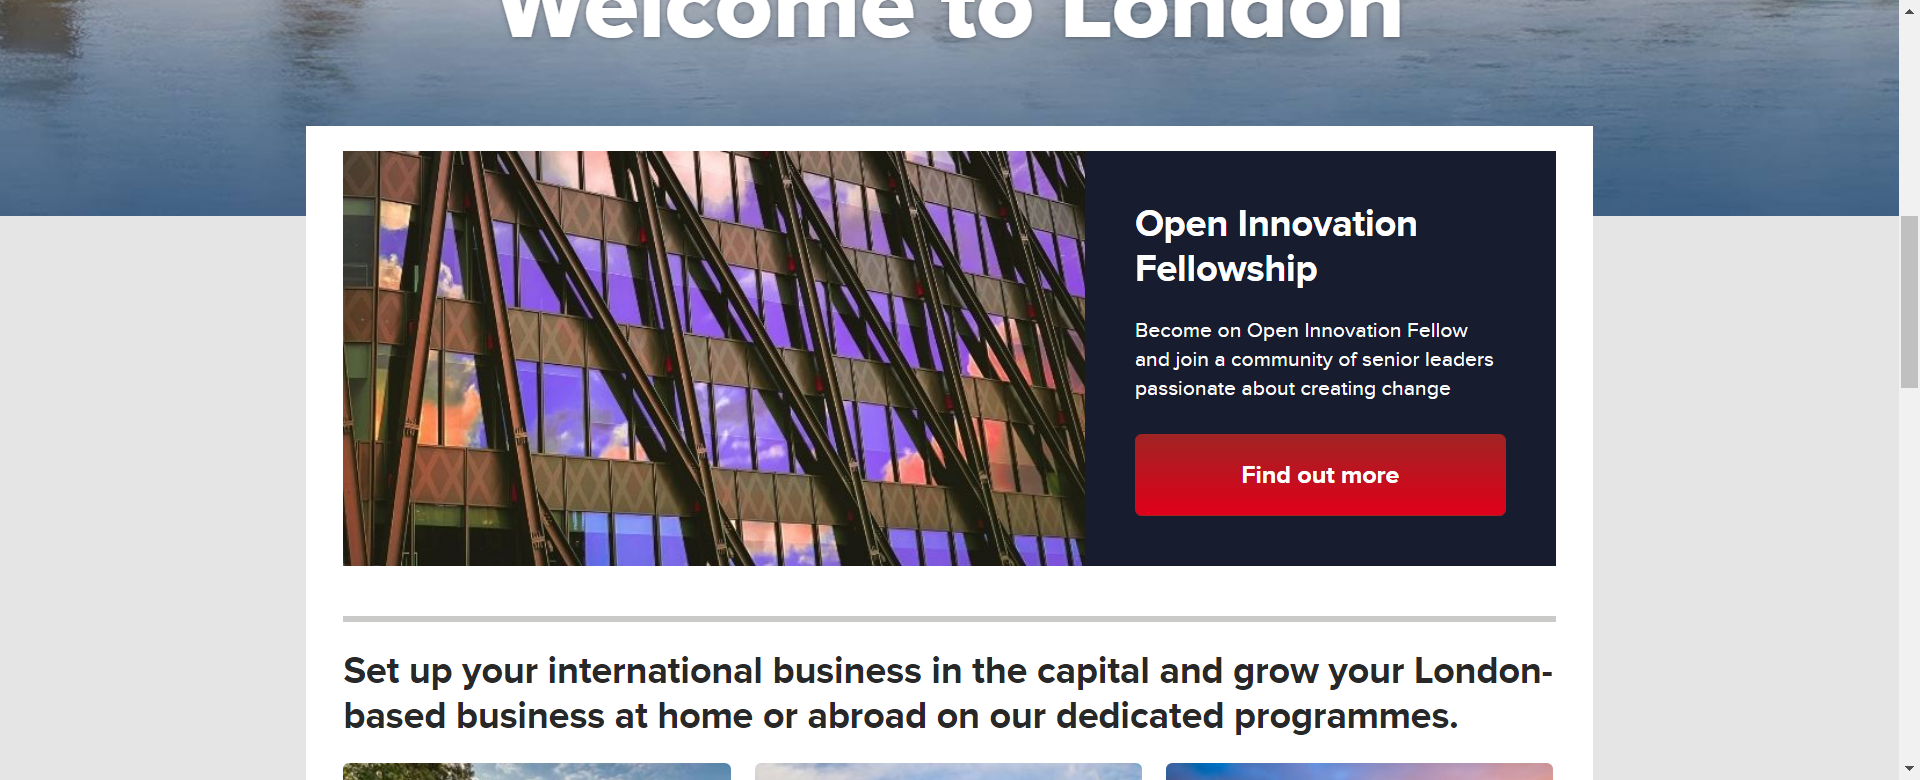 Welcome to London
Open Innovation
Fellowship
Become on Open Innovation Fellow
and join a community of senior leaders
passionate about creating change
Find out more
Set up your international business in the capital and grow your London-
based business at home or abroad on our dedicated programmes.